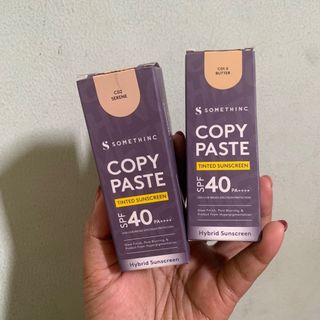 C02
SERENE
SOMETHINC
COPY
PASTE
TINTED SUNSCREEN
SPF 40 PA++++
Hybrid Sunscreen
C01.5
BUTTER
SOMETHINC
COPY
PASTE
TINTED SUNSCREEN
SPF 40 PA++++
Hybrid Sunscreen